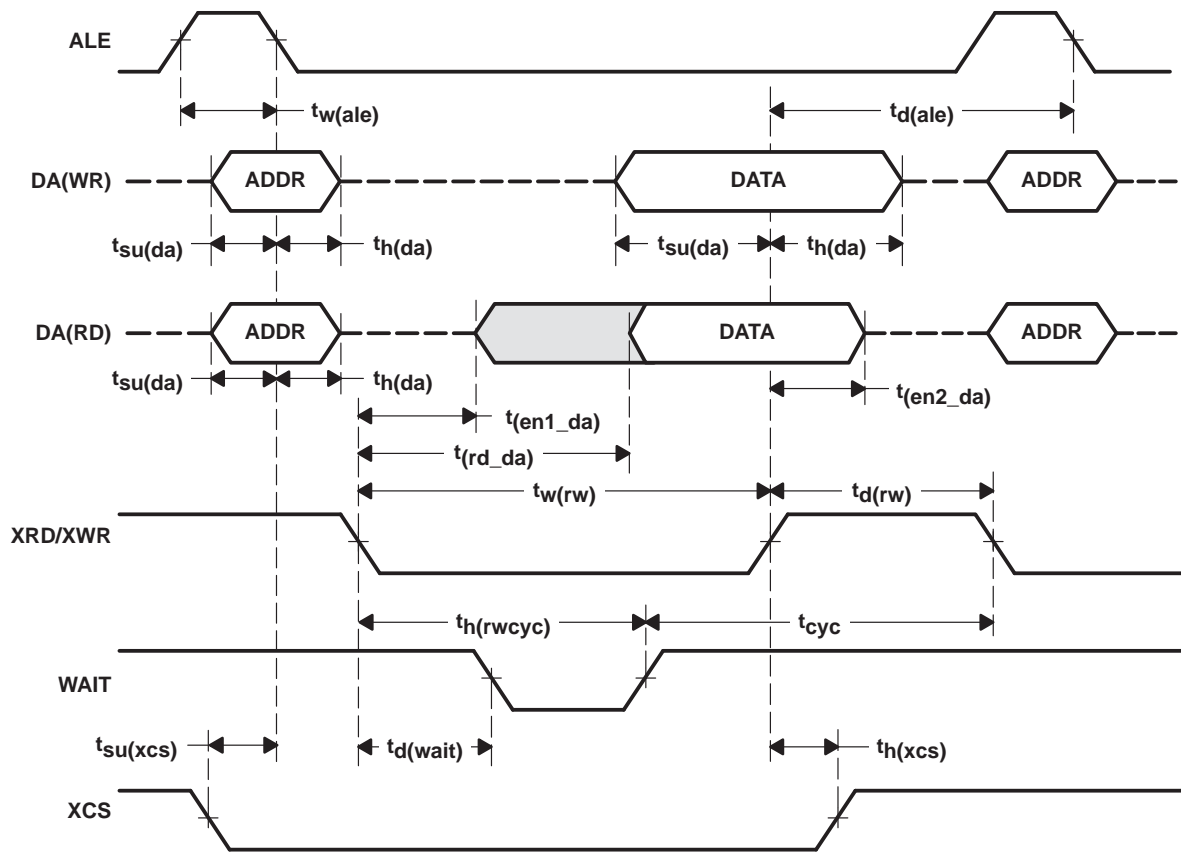 ALE
tw(ale)
td(ale)
DA(WR)
ADDR
DATA
ADDR
tsu(da)
th(da)
tsu(da)
th(da)
DA(RD)
ADDR
DATA
ADDR
tsu(da)
th(da)
t(en1_da)
t(en2_da)
t(rd_da)
tw(rw)
td(rw)
XRD/XWR
th(rwcyc)
tcyc
WAIT
tsu(xcs)
td(wait)
th(xcs)
XCS